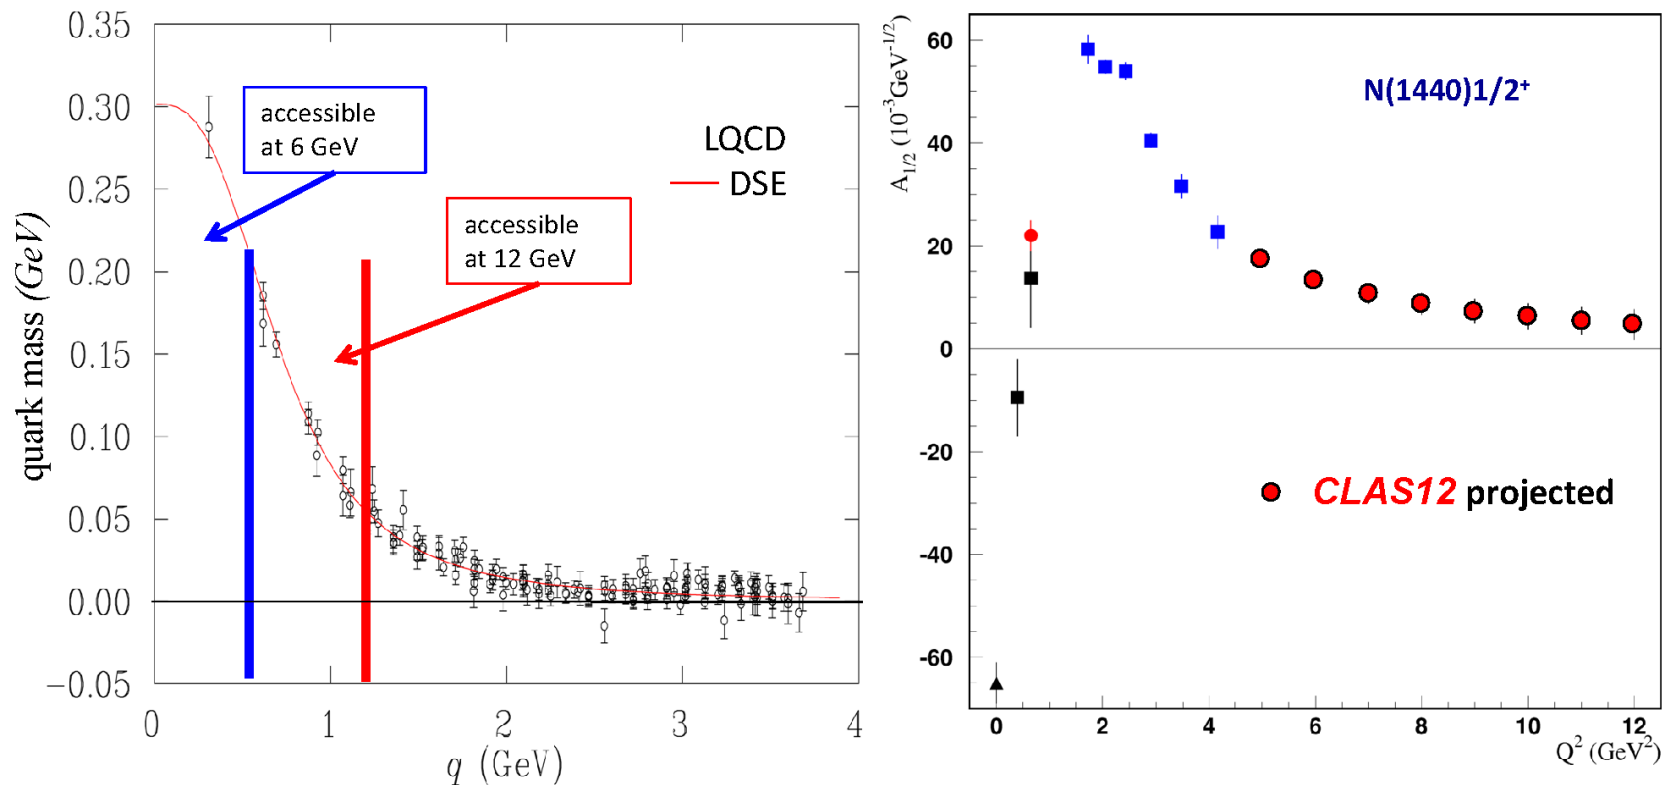 0.35
0.30
0.25
0.20
0.15
0.10
0.05
0.00
−0.05
quark mass (GeV)
accessible
at 6 GeV
accessible
at 12 GeV
LQCD
DSE
0 1 2 3 4
q (GeV)
60
40
20
0
-20
-40
-60
A1/2 (10⁻³GeV⁻¹/²)
N(1440)1/2⁺
CLAS12 projected
0 2 4 6 8 10 12
Q² (GeV²)